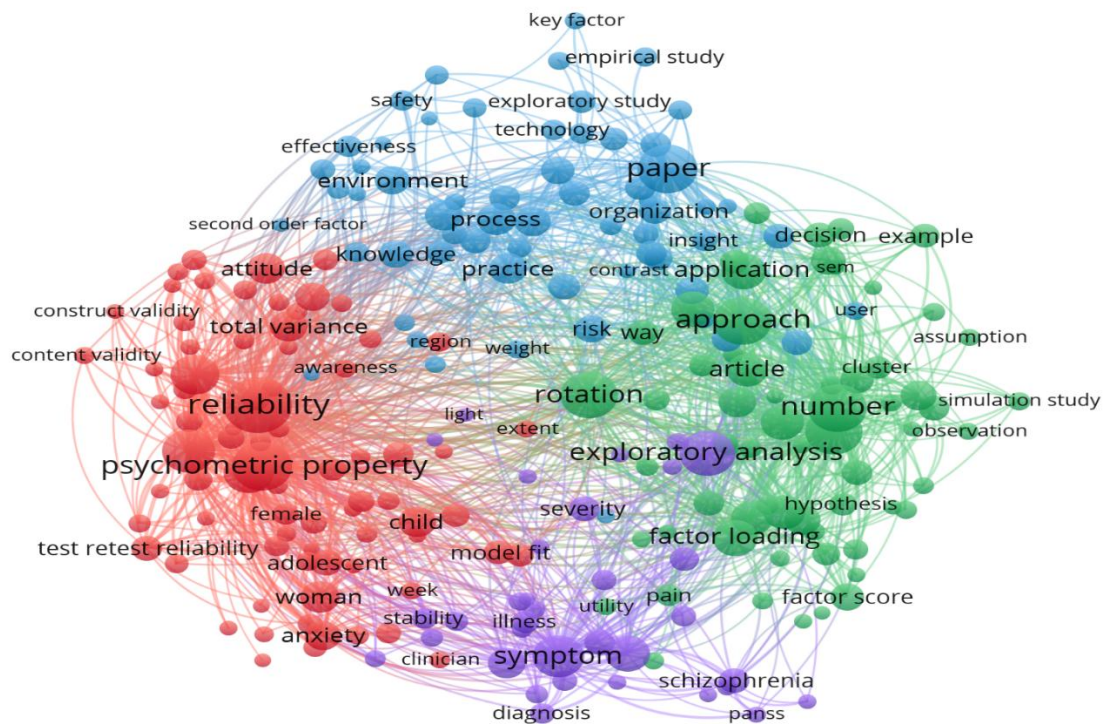 key factor
empirical study
safety
exploratory study
technology
effectiveness
paper
environment
second order factor
process
organization
insight
decision
example
knowledge
attitude
practice
contrast
application
sem
construct validity
total variance
region
weight
risk
way
approach
user
assumption
content validity
awareness
article
cluster
reliability
rotation
number
simulation study
light
extent
observation
psychometric property
exploratory analysis
female
child
severity
hypothesis
test retest reliability
adolescent
model fit
factor loading
woman
week
stability
illness
utility
pain
factor score
anxiety
clinician
symptom
schizophrenia
diagnosis
panss